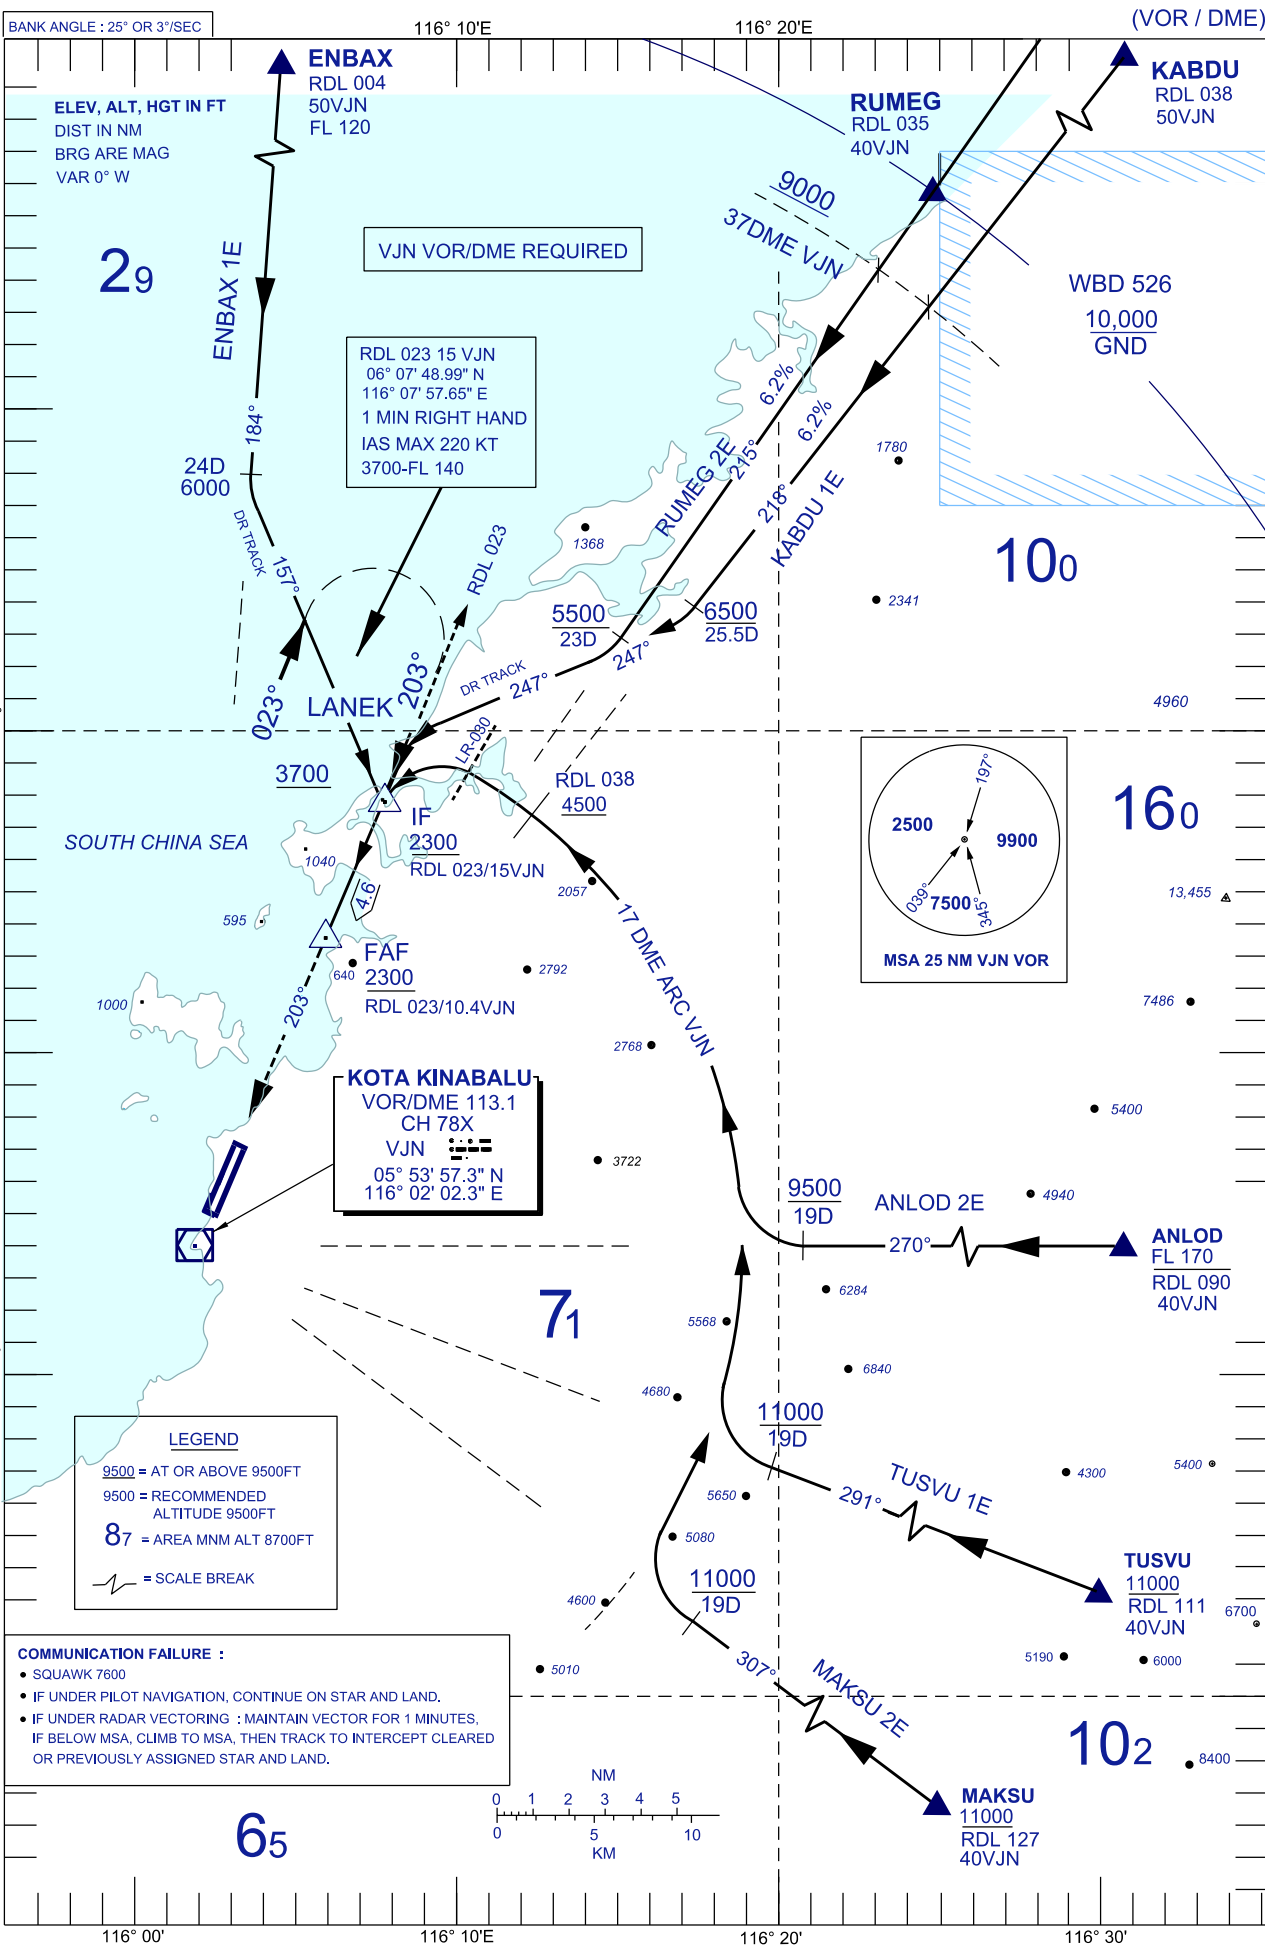 (VOR / DME)
BANK ANGLE : 25° OR 3°/SEC
116° 10'E
116° 20'E
ENBAX
RDL 004
50VJN
FL 120
ELEV, ALT, HGT IN FT
DIST IN NM
BRG ARE MAG
VAR 0° W
RUMEG
RDL 035
40VJN
KABDU
RDL 038
50VJN
9000
37DME VJN
29
ENBAX 1E
VJN VOR/DME REQUIRED
WBD 526
10,000
GND
RDL 023 15 VJN
06° 07' 48.99" N
116° 07' 57.65" E
1 MIN RIGHT HAND
IAS MAX 220 KT
3700-FL 140
184°
24D
6000
DR TRACK
157°
6.2%
6.2%
RUMEG 2E
215°
218°
KABDU 1E
1780
1368
RDL 023
100
2341
5500
23D
6500
25.5D
247°
DR TRACK
247°
203°
023°
LANEK
4960
LR-030
3700
RDL 038
4500
IF
2300
RDL 023/15VJN
SOUTH CHINA SEA
1040
4.6
2057
595
197°
2500
9900
039°
7500
345°
MSA 25 NM VJN VOR
160
13,455
17 DME ARC VJN
FAF
2300
RDL 023/10.4VJN
640
2792
1000
203°
7486
2768
KOTA KINABALU
VOR/DME 113.1
CH 78X
VJN
05° 53' 57.3" N
116° 02' 02.3" E
5400
3722
4940
9500
19D
ANLOD 2E
270°
ANLOD
FL 170
RDL 090
40VJN
71
6284
5568
6840
4680
11000
19D
LEGEND
9500 = AT OR ABOVE 9500FT
9500 = RECOMMENDED
ALTITUDE 9500FT
87 = AREA MNM ALT 8700FT
= SCALE BREAK
TUSVU 1E
291°
4300
5400
5650
5080
TUSVU
11000
RDL 111
40VJN
11000
19D
4600
6700
5190
6000
5010
307°
MAKSU 2E
COMMUNICATION FAILURE :
• SQUAWK 7600
• IF UNDER PILOT NAVIGATION, CONTINUE ON STAR AND LAND.
• IF UNDER RADAR VECTORING : MAINTAIN VECTOR FOR 1 MINUTES,
IF BELOW MSA, CLIMB TO MSA, THEN TRACK TO INTERCEPT CLEARED
OR PREVIOUSLY ASSIGNED STAR AND LAND.
102
8400
MAKSU
11000
RDL 127
40VJN
65
NM
0 1 2 3 4 5
0 5 10
KM
116° 00'
116° 10'E
116° 20'
116° 30'